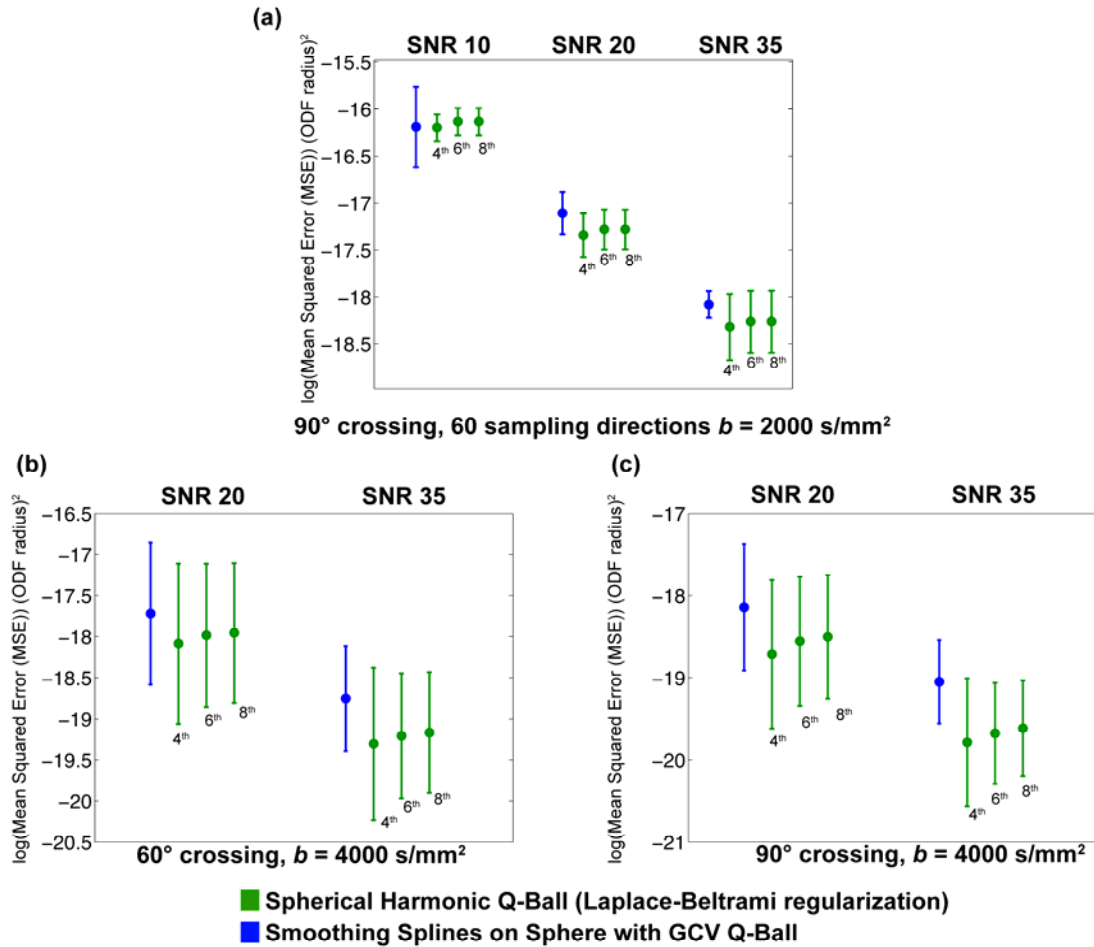 (a)
SNR 10 SNR 20 SNR 35
log(Mean Squared Error (MSE)) (ODF radius)²
−15.5
−16
−16.5
−17
−17.5
−18
−18.5
4th 6th 8th
4th 6th 8th
4th 6th 8th
90° crossing, 60 sampling directions b = 2000 s/mm²
(b)
SNR 20 SNR 35
log(Mean Squared Error (MSE)) (ODF radius)²
−16.5
−17
−17.5
−18
−18.5
−19
−19.5
−20
−20.5
4th 6th 8th
4th 6th 8th
60° crossing, b = 4000 s/mm²
(c)
SNR 20 SNR 35
log(Mean Squared Error (MSE)) (ODF radius)²
−17
−18
−19
−20
−21
4th 6th 8th
4th 6th 8th
90° crossing, b = 4000 s/mm²
Spherical Harmonic Q-Ball (Laplace-Beltrami regularization)
Smoothing Splines on Sphere with GCV Q-Ball